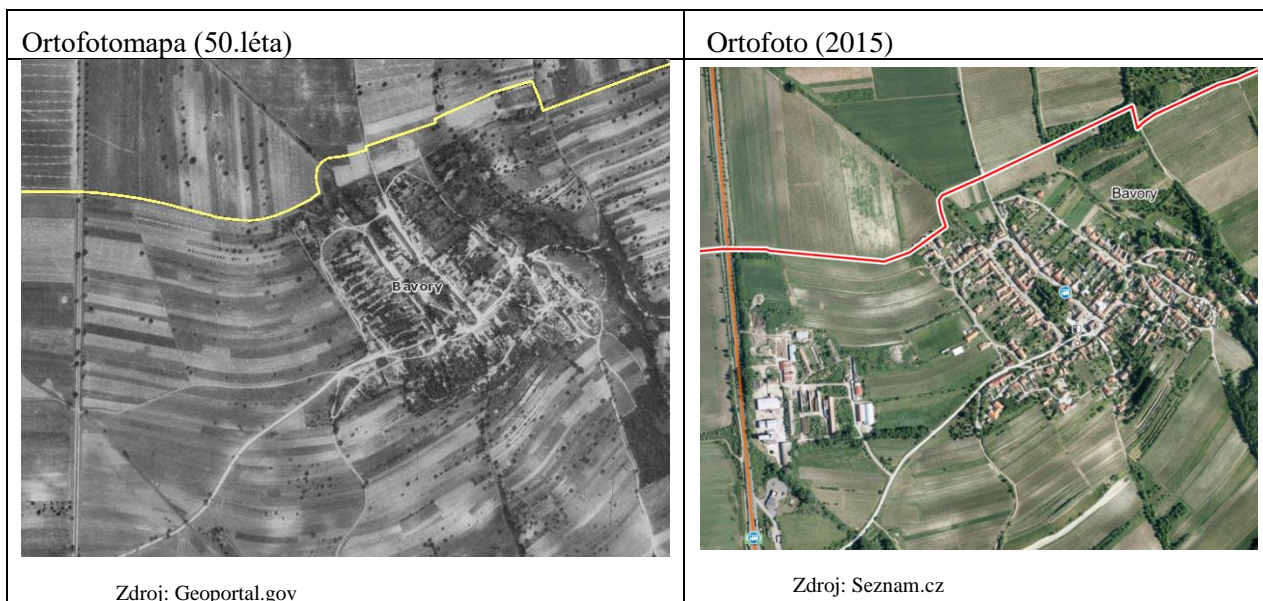 Ortofotomapa (50.léta)
Ortofoto (2015)
Bavory
Bavory
Zdroj: Geoportal.gov
Zdroj: Seznam.cz